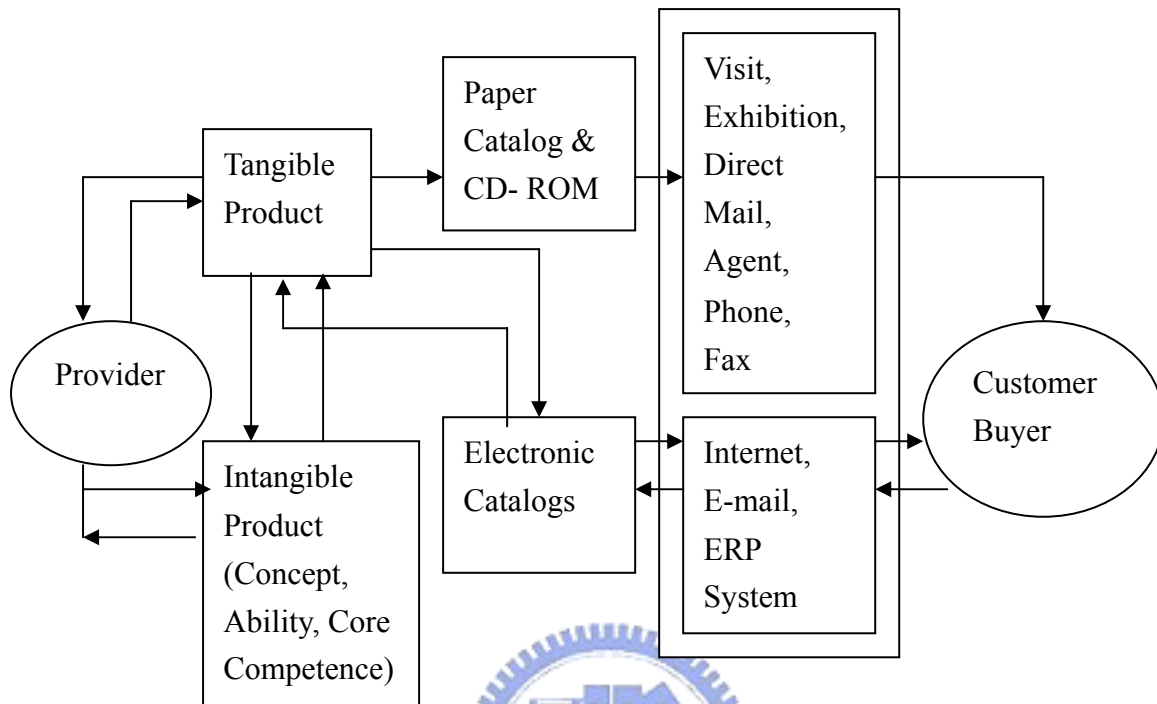 Provider
Tangible
Product
Intangible
Product
(Concept,
Ability, Core
Competence)
Paper
Catalog &
CD- ROM
Electronic
Catalogs
Visit,
Exhibition,
Direct
Mail,
Agent,
Phone,
Fax
Internet,
E-mail,
ERP
System
Customer
Buyer